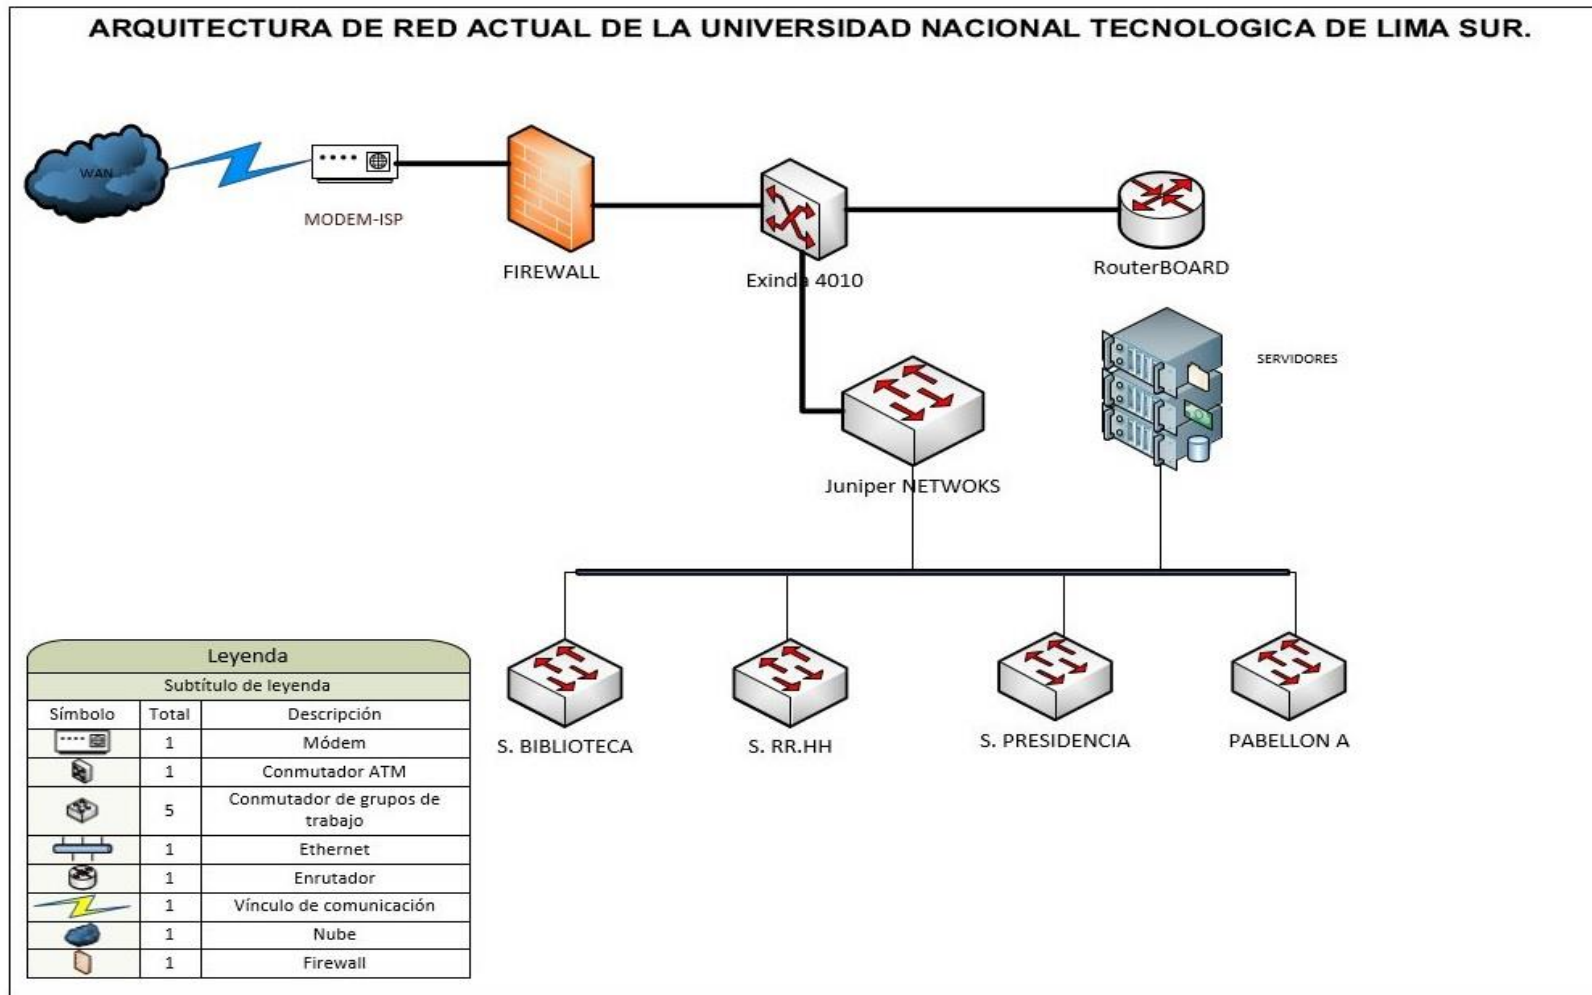 ARQUITECTURA DE RED ACTUAL DE LA UNIVERSIDAD NACIONAL TECNOLOGICA DE LIMA SUR.
WAN
MODEM-ISP
FIREWALL
Exinda 4010
RouterBOARD
SERVIDORES
Juniper NETWOKS
S. BIBLIOTECA
S. RR.HH
S. PRESIDENCIA
PABELLON A
Leyenda
Subtítulo de leyenda
Símbolo Total Descripción
1 Módem
1 Conmutador ATM
5 Conmutador de grupos de
trabajo
1 Ethernet
1 Enrutador
1 Vínculo de comunicación
1 Nube
1 Firewall